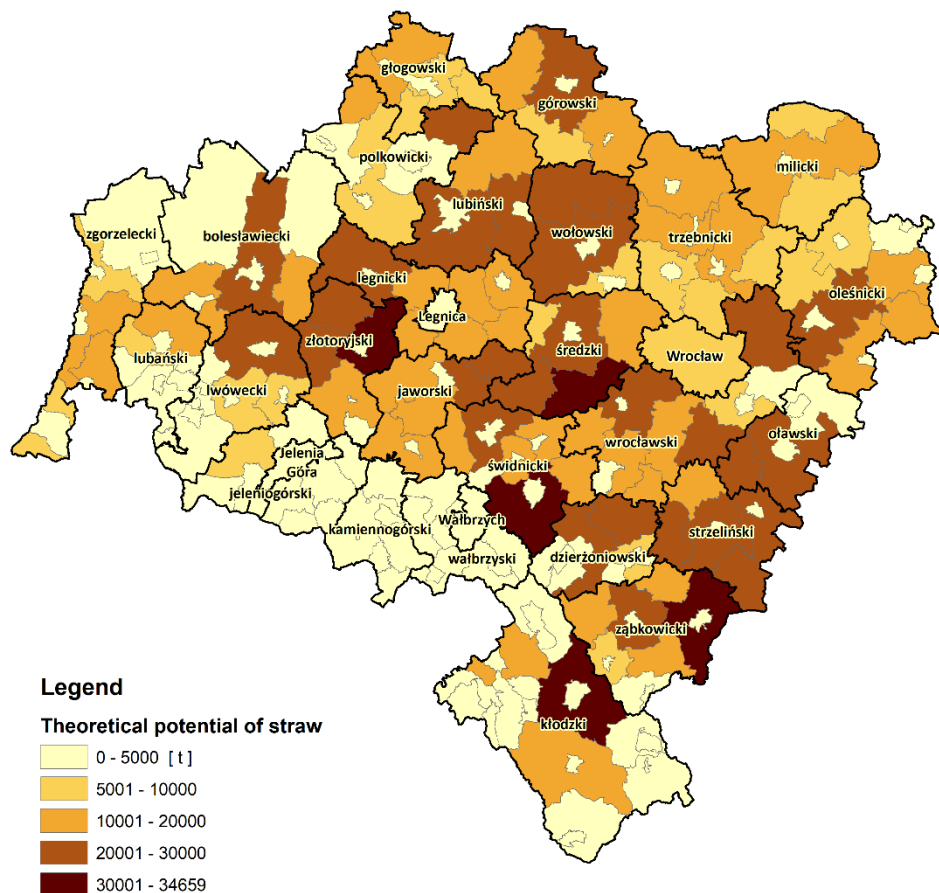 głogowski
górowski
polkowicki
milicki
lubiński
wołowski
trzebnicki
zgorzelecki
bolesławiecki
legnicki
oleśnicki
Legnica
złotoryjski
średzki
Wrocław
lubański
lwówecki
jaworski
wrocławski
oławski
Jelenia
Góra
świdnicki
jeleniogórski
kamiennogórski
Wałbrzych
strzeliński
wałbrzyski
dzierżoniowski
ząbkowicki
kłodzki
Legend
Theoretical potential of straw
0 - 5000 [ t ]
5001 - 10000
10001 - 20000
20001 - 30000
30001 - 34659